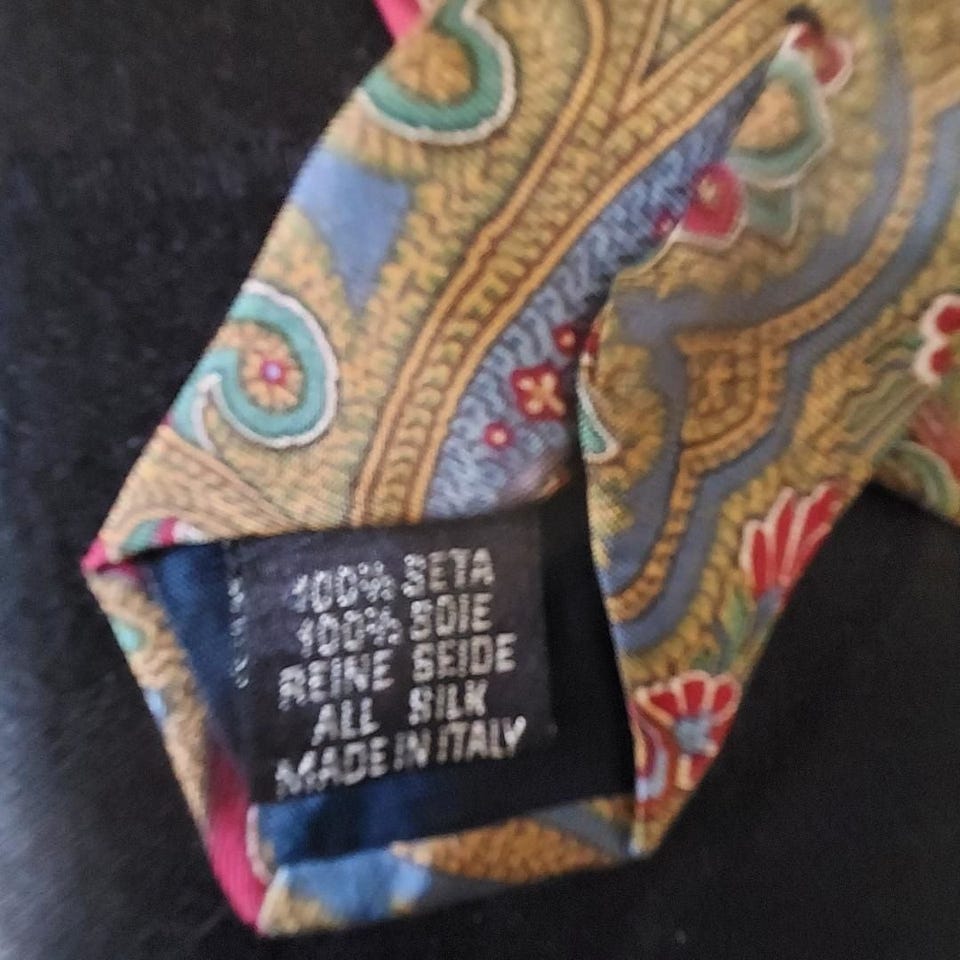 100% SETA
100% SOIE
REINE SEIDE
ALL SILK
MADE IN ITALY